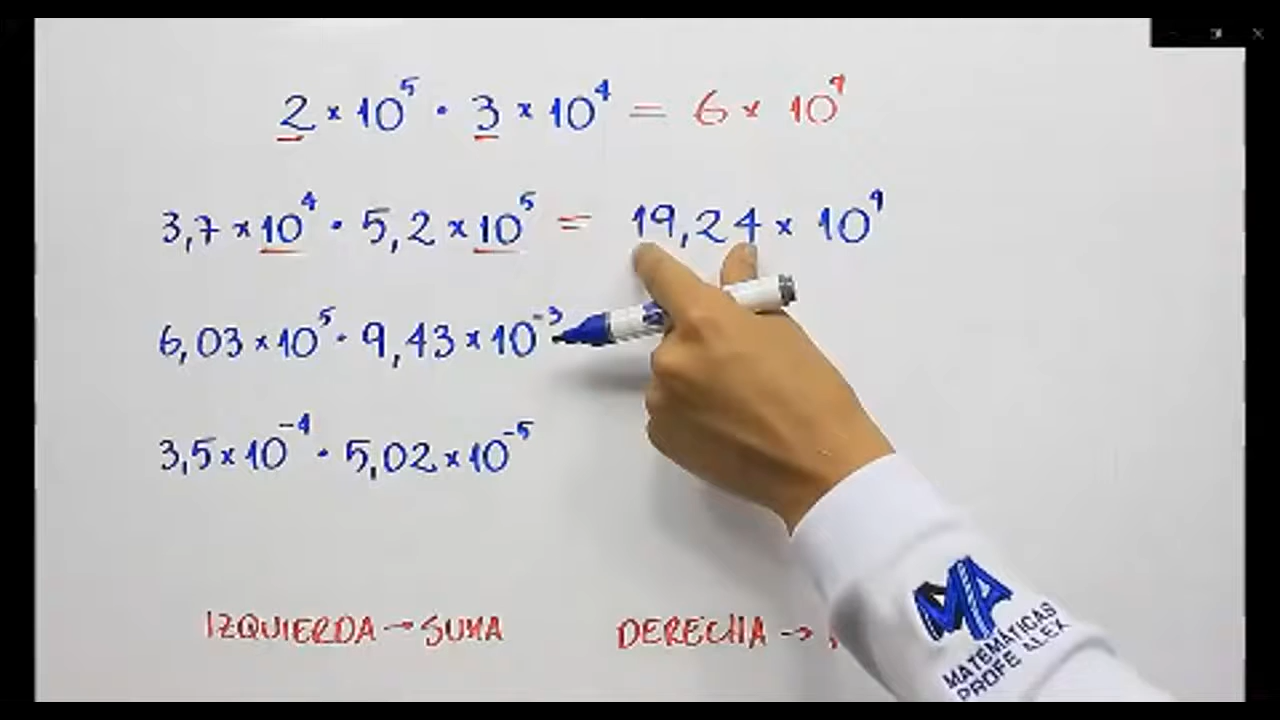 2 × 10⁵ · 3 × 10⁴ = 6 × 10⁹
3,7 × 10⁴ · 5,2 × 10⁵ = 19,24 × 10⁹
6,03 × 10⁵ · 9,43 × 10⁻³
3,5 × 10⁻⁴ · 5,02 × 10⁻⁵
IZQUIERDA → SUMA DERECHA →
MA
MATEMÁTICAS
PROFE ALEX